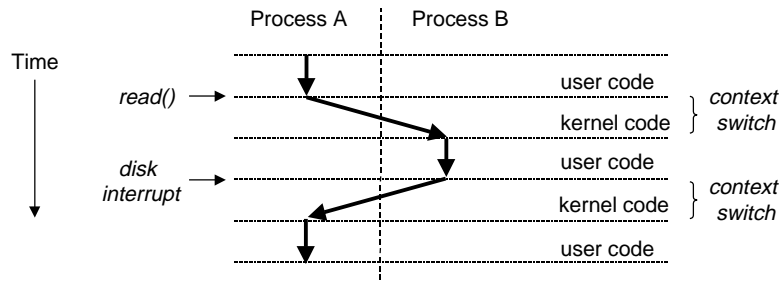 Process A
Process B
Time
user code
read()
context
switch
kernel code
user code
disk
interrupt
context
switch
kernel code
user code